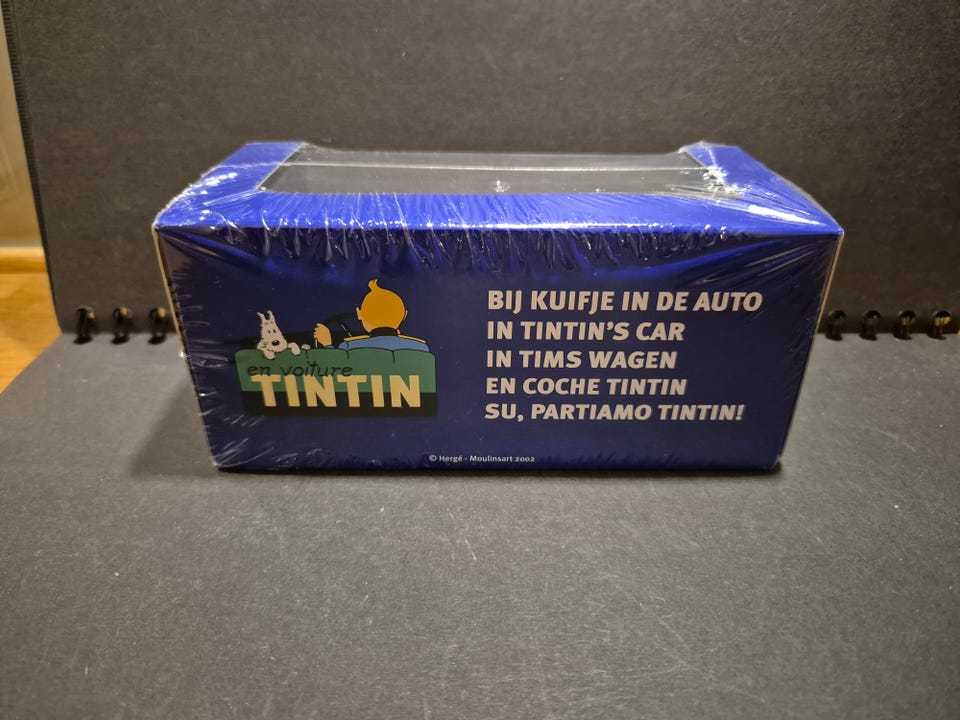 en voiture
TINTIN
BIJ KUIFJE IN DE AUTO
IN TINTIN'S CAR
IN TIMS WAGEN
EN COCHE TINTIN
SU, PARTIAMO TINTIN!
© Hergé - Moulinsart 2002